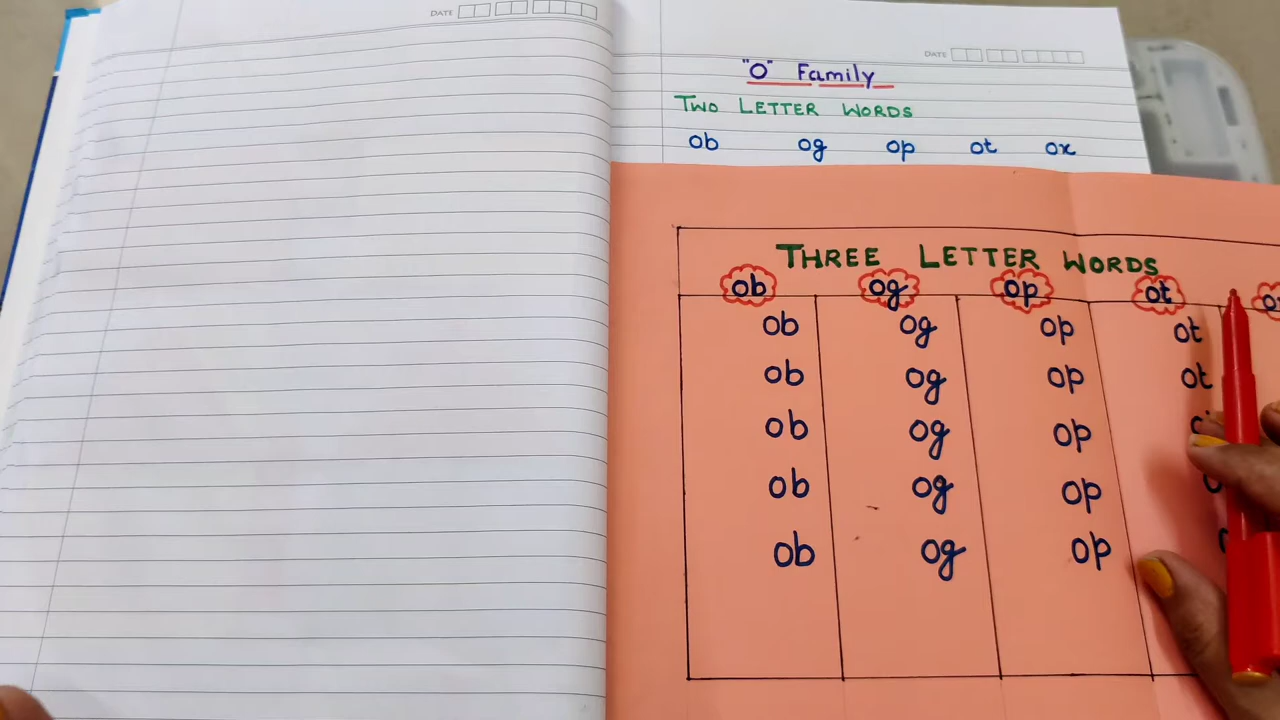 DATE
DATE
"O" Family
TWO LETTER WORDS
ob og op ot ox
THREE LETTER WORDS
ob og op ot
ob og op ot
ob og op ot
ob og op
ob og op
ob og op